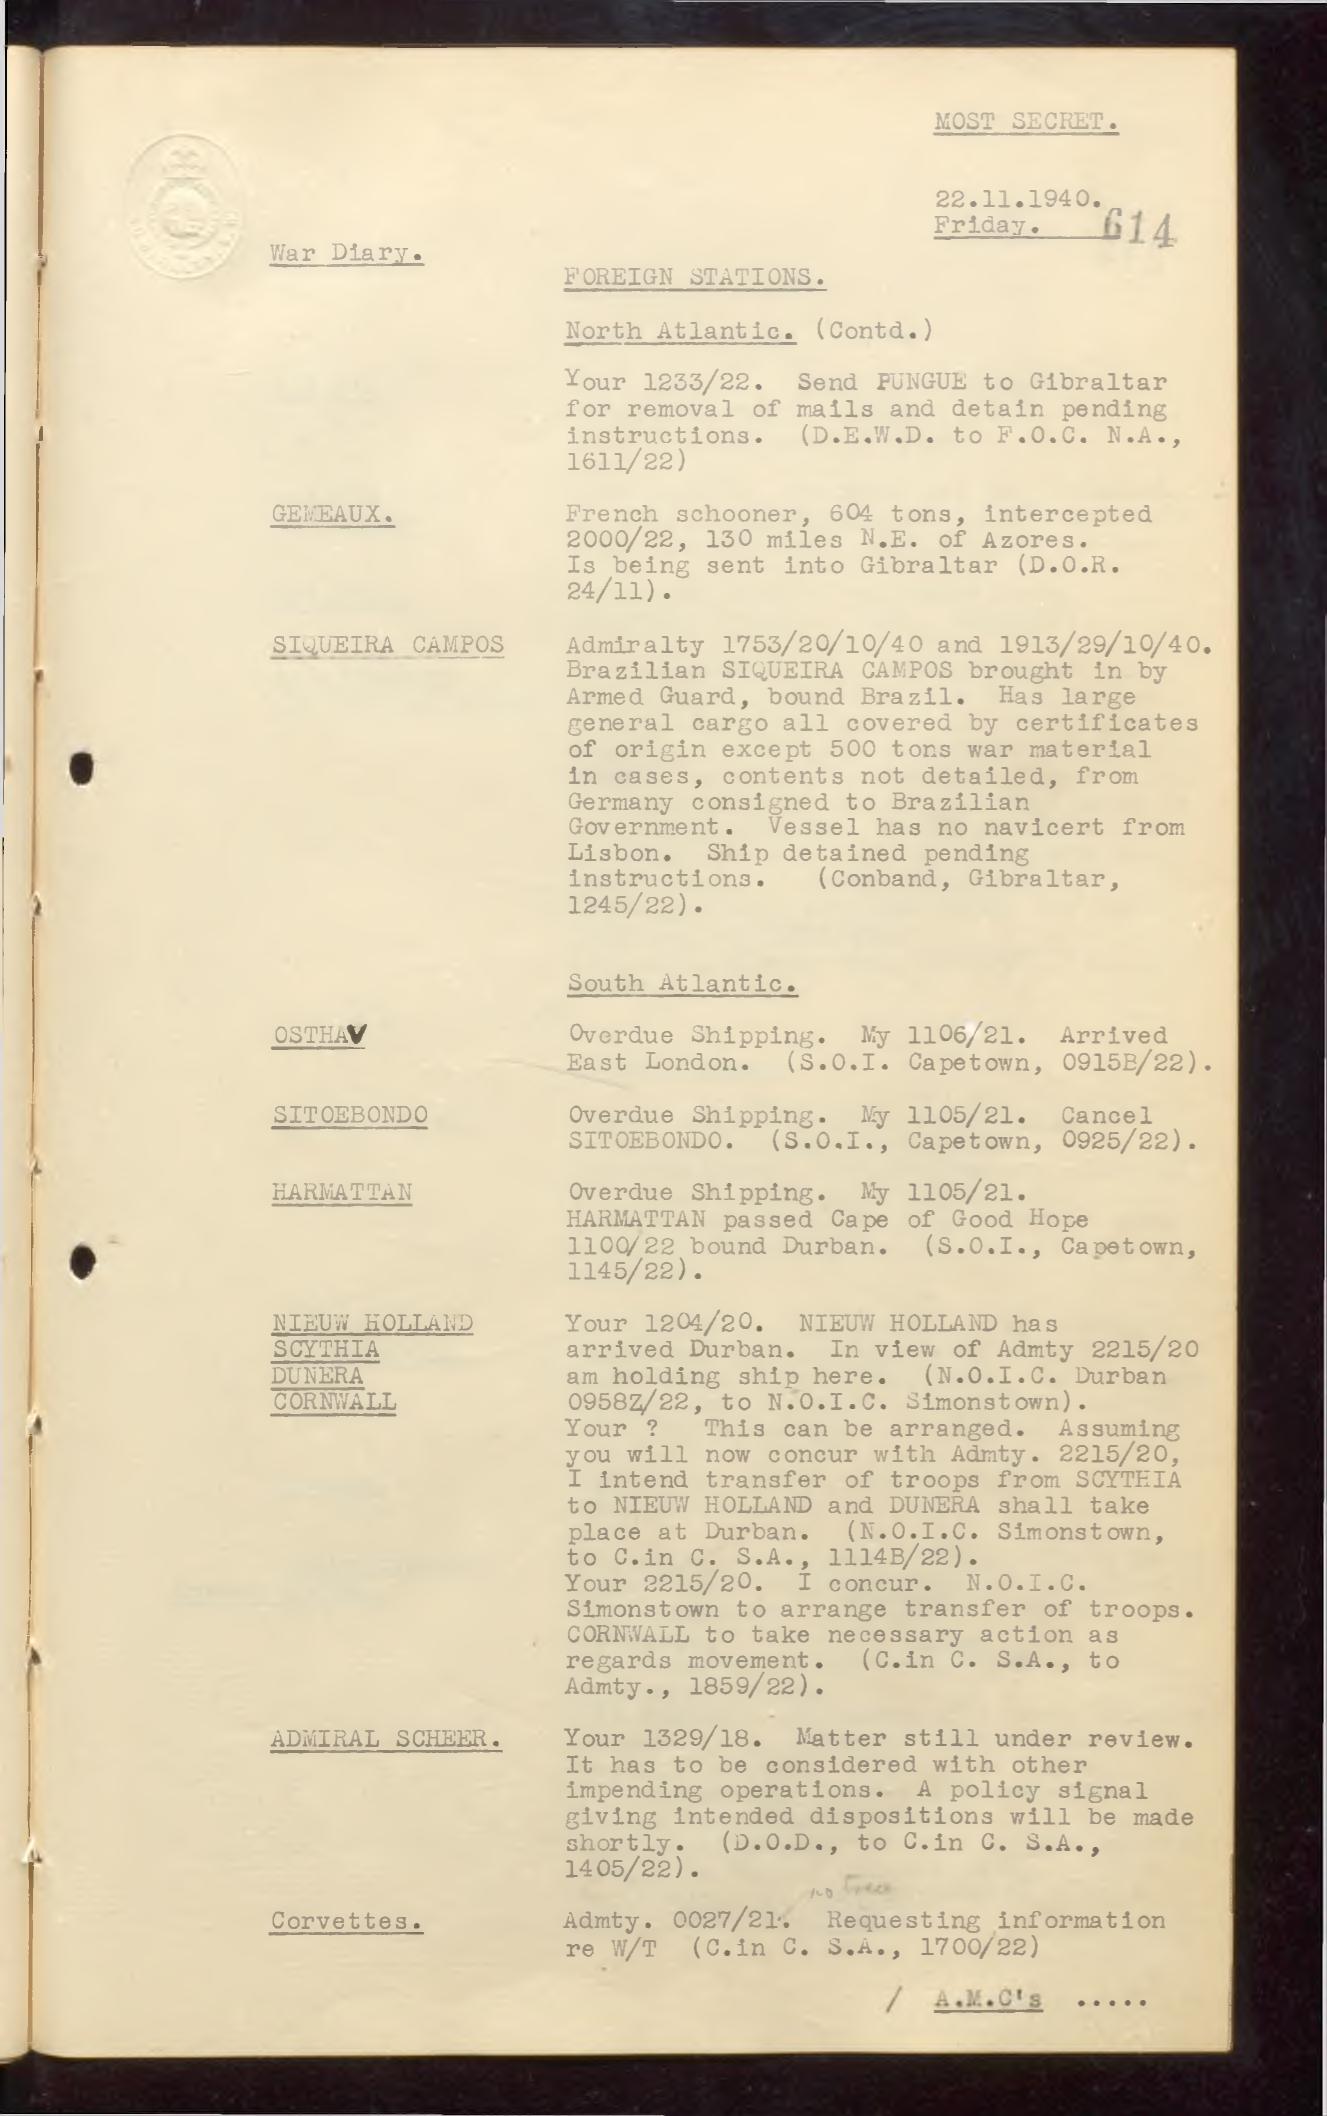 MOST SECRET.
22.11.1940.
Friday. 614
War Diary.
FOREIGN STATIONS.
North Atlantic. (Contd.)
Your 1233/22. Send PUNGUE to Gibraltar
for removal of mails and detain pending
instructions. (D.E.W.D. to F.O.C. N.A.,
1611/22)
GEMEAUX. French schooner, 604 tons, intercepted
2000/22, 130 miles N.E. of Azores.
Is being sent into Gibraltar (D.O.R.
24/11).
SIQUEIRA CAMPOS Admiralty 1753/20/10/40 and 1913/29/10/40.
Brazilian SIQUEIRA CAMPOS brought in by
Armed Guard, bound Brazil. Has large
general cargo all covered by certificates
of origin except 500 tons war material
in cases, contents not detailed, from
Germany consigned to Brazilian
Government. Vessel has no navicert from
Lisbon. Ship detained pending
instructions. (Conband, Gibraltar,
1245/22).
South Atlantic.
OSTHAV Overdue Shipping. My 1106/21. Arrived
East London. (S.O.I. Capetown, 0915B/22).
SITOEBONDO Overdue Shipping. My 1105/21. Cancel
SITOEBONDO. (S.O.I., Capetown, 0925/22).
HARMATTAN Overdue Shipping. My 1105/21.
HARMATTAN passed Cape of Good Hope
1100/22 bound Durban. (S.O.I., Capetown,
1145/22).
NIEUW HOLLAND Your 1204/20. NIEUW HOLLAND has
SCYTHIA arrived Durban. In view of Admty 2215/20
DUNERA am holding ship here. (N.O.I.C. Durban
CORNWALL 0958Z/22, to N.O.I.C. Simonstown).
Your ? This can be arranged. Assuming
you will now concur with Admty. 2215/20,
I intend transfer of troops from SCYTHIA
to NIEUW HOLLAND and DUNERA shall take
place at Durban. (N.O.I.C. Simonstown,
to C.in C. S.A., 1114B/22).
Your 2215/20. I concur. N.O.I.C.
Simonstown to arrange transfer of troops.
CORNWALL to take necessary action as
regards movement. (C.in C. S.A., to
Admty., 1859/22).
ADMIRAL SCHEER. Your 1329/18. Matter still under review.
It has to be considered with other
impending operations. A policy signal
giving intended dispositions will be made
shortly. (D.O.D., to C.in C. S.A.,
1405/22).
no trace
Corvettes. Admty. 0027/21. Requesting information
re W/T (C.in C. S.A., 1700/22)
/ A.M.C's .....